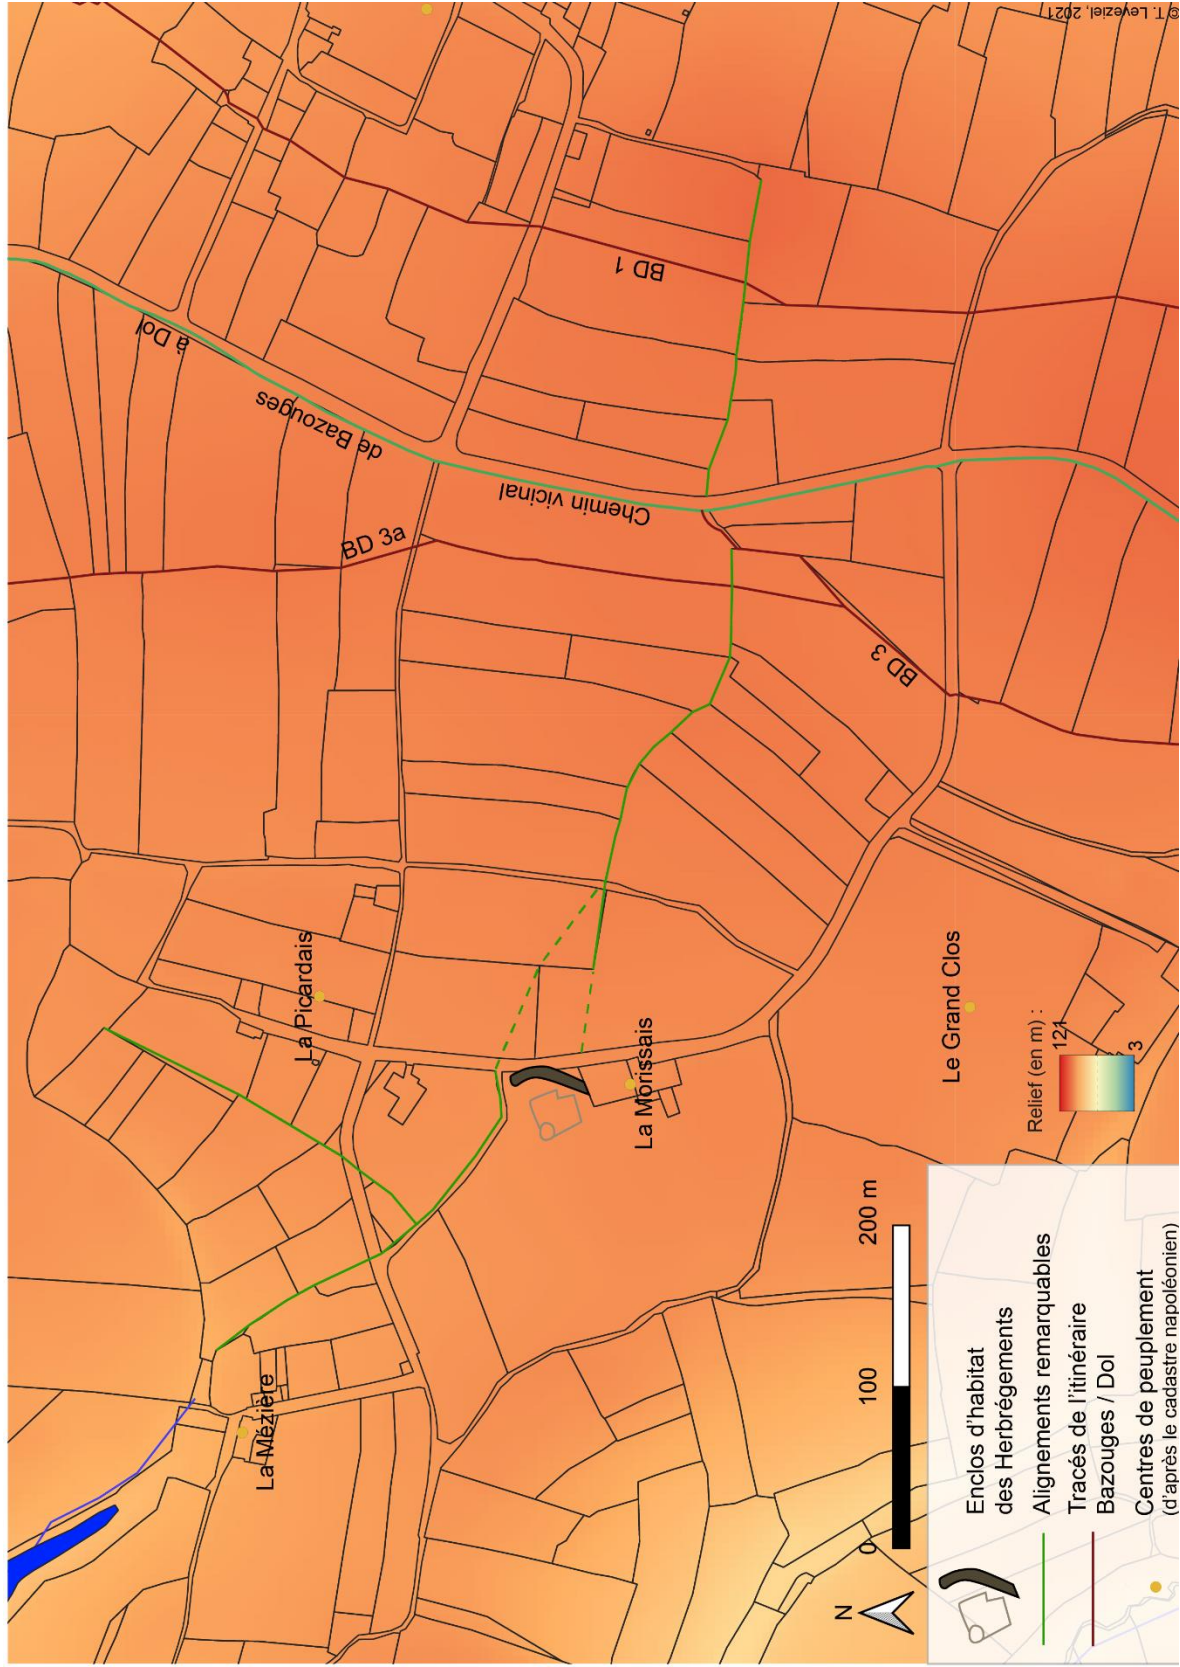 © T. Leveziel, 2021
à Dol
de Bazouges
Chemin vicinal
BD 1
BD 3a
BD 3
La Picardais
La Morissais
La Mézière
Le Grand Clos
Relief (en m) :
121
3
N
0
100
200 m
Enclos d'habitat
des Herbrégements
Alignements remarquables
Tracés de l'itinéraire
Bazouges / Dol
Centres de peuplement
(d'après le cadastre napoléonien)